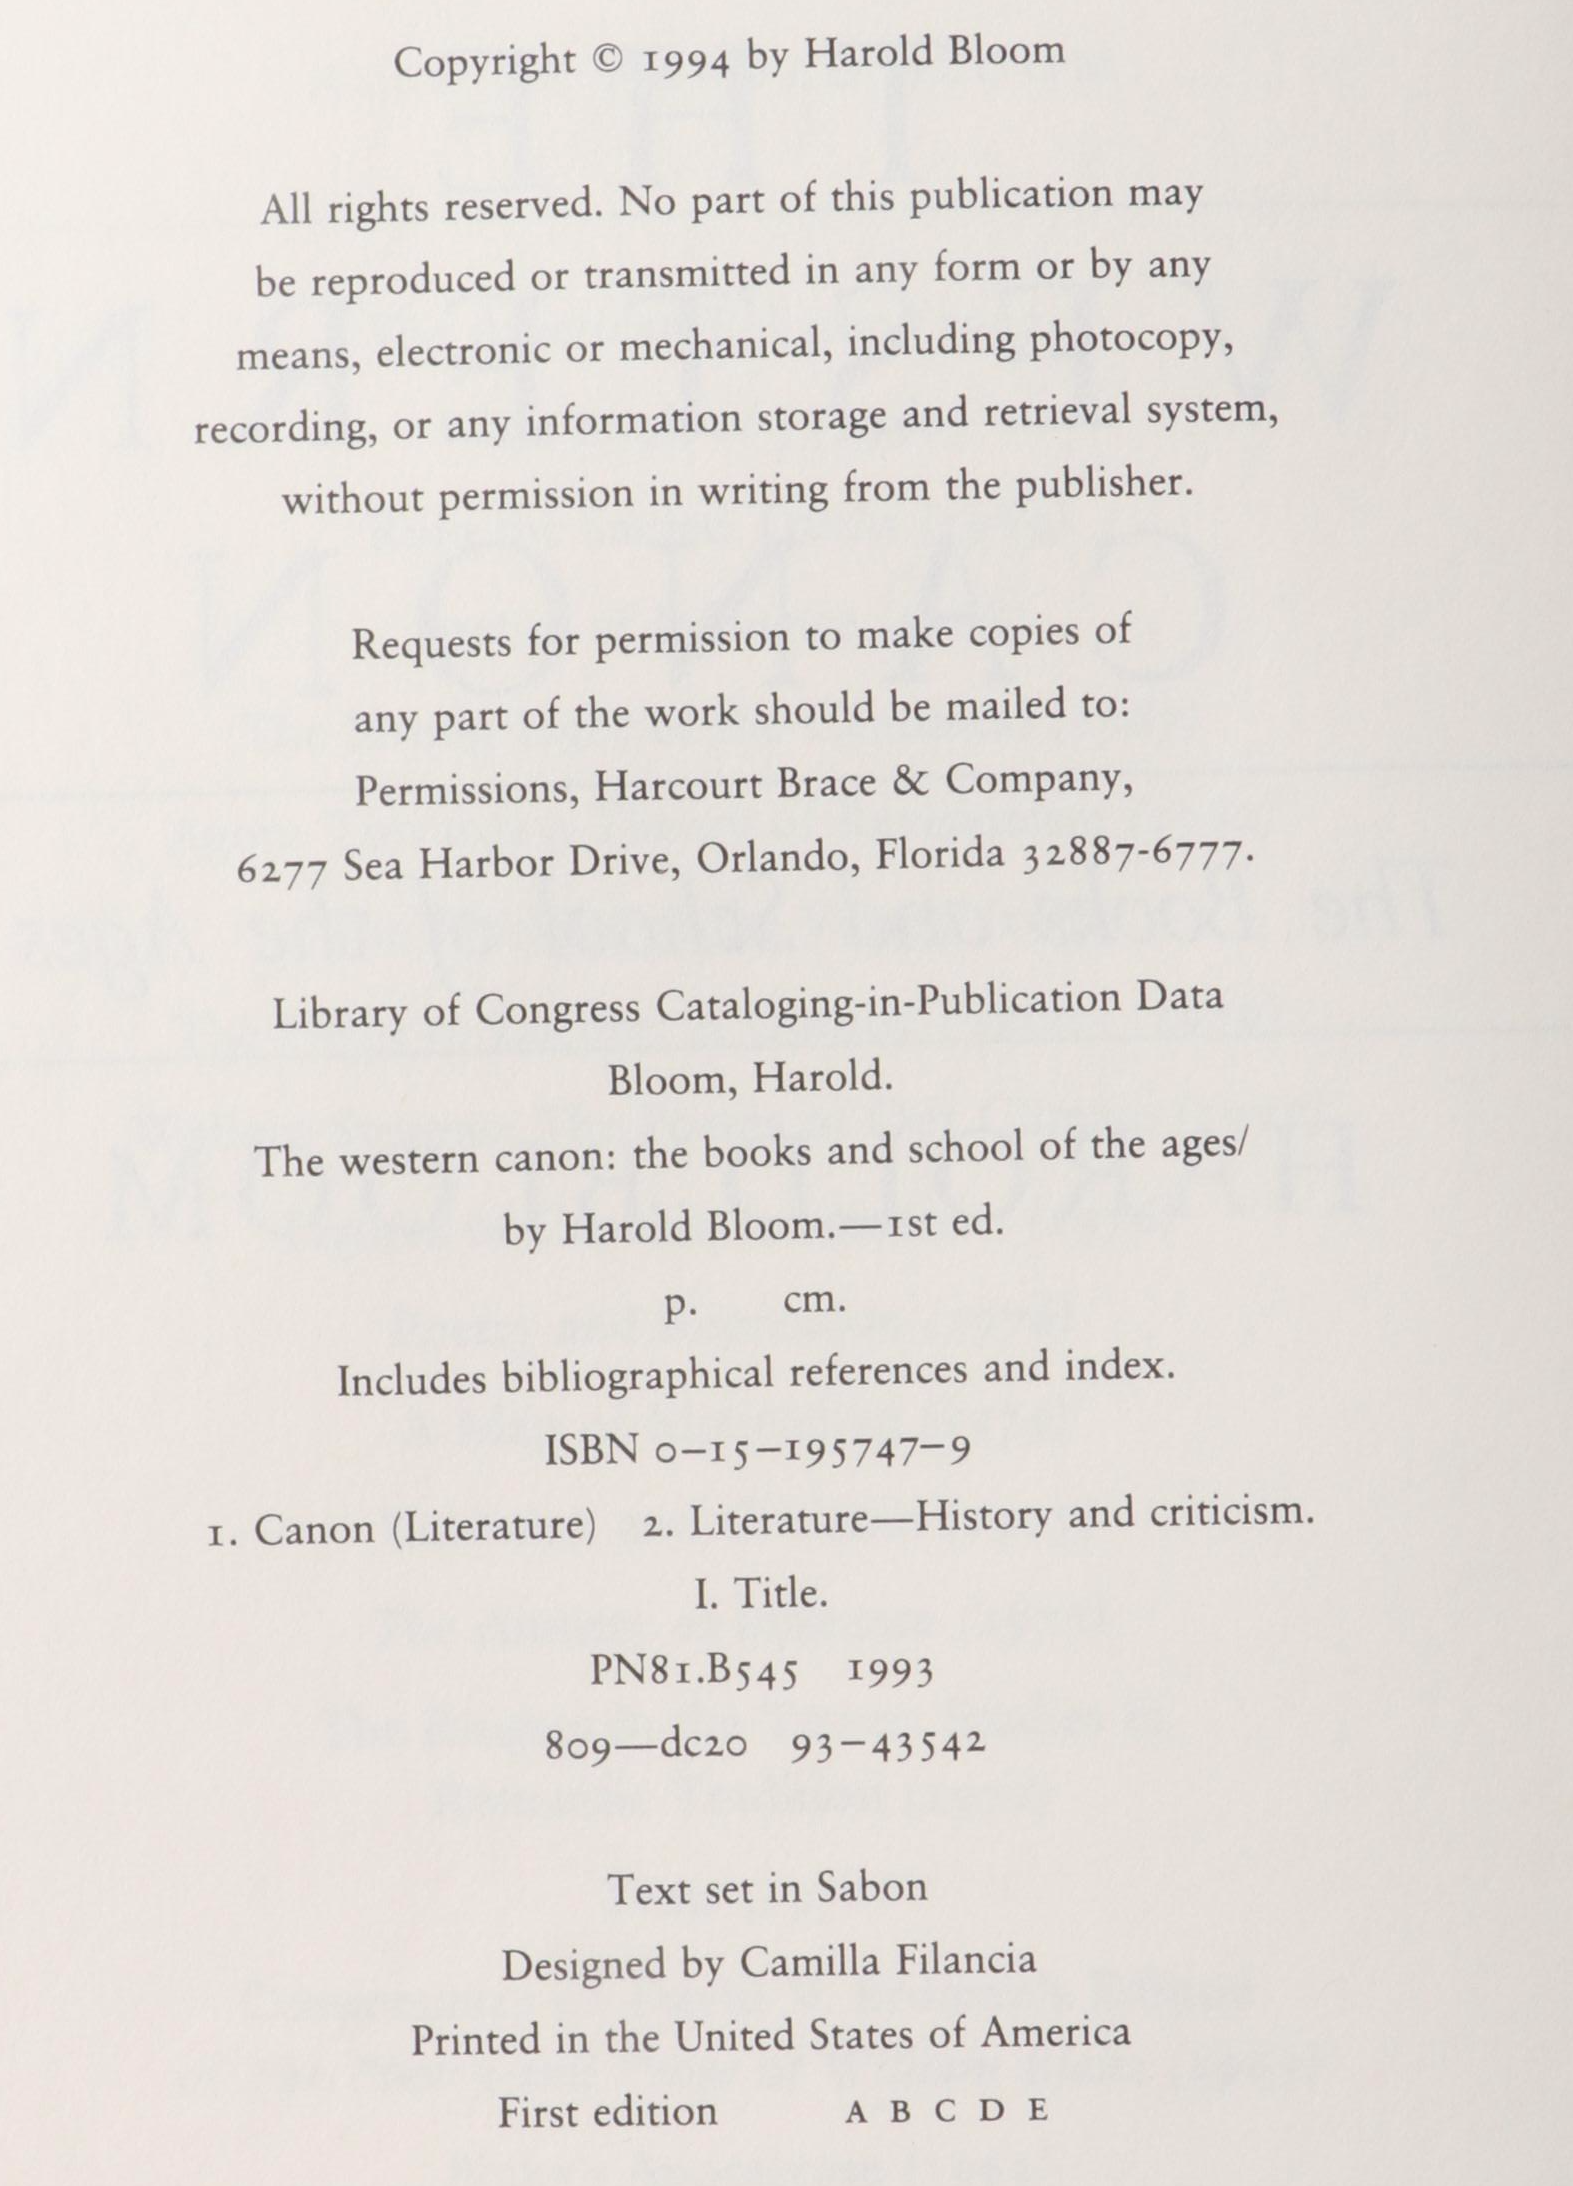 Copyright © 1994 by Harold Bloom
All rights reserved. No part of this publication may
be reproduced or transmitted in any form or by any
means, electronic or mechanical, including photocopy,
recording, or any information storage and retrieval system,
without permission in writing from the publisher.
Requests for permission to make copies of
any part of the work should be mailed to:
Permissions, Harcourt Brace & Company,
6277 Sea Harbor Drive, Orlando, Florida 32887-6777.
Library of Congress Cataloging-in-Publication Data
Bloom, Harold.
The western canon: the books and school of the ages/
by Harold Bloom.—1st ed.
p. cm.
Includes bibliographical references and index.
ISBN 0–15–195747–9
1. Canon (Literature) 2. Literature—History and criticism.
I. Title.
PN81.B545 1993
809—dc20 93–43542
Text set in Sabon
Designed by Camilla Filancia
Printed in the United States of America
First edition A B C D E